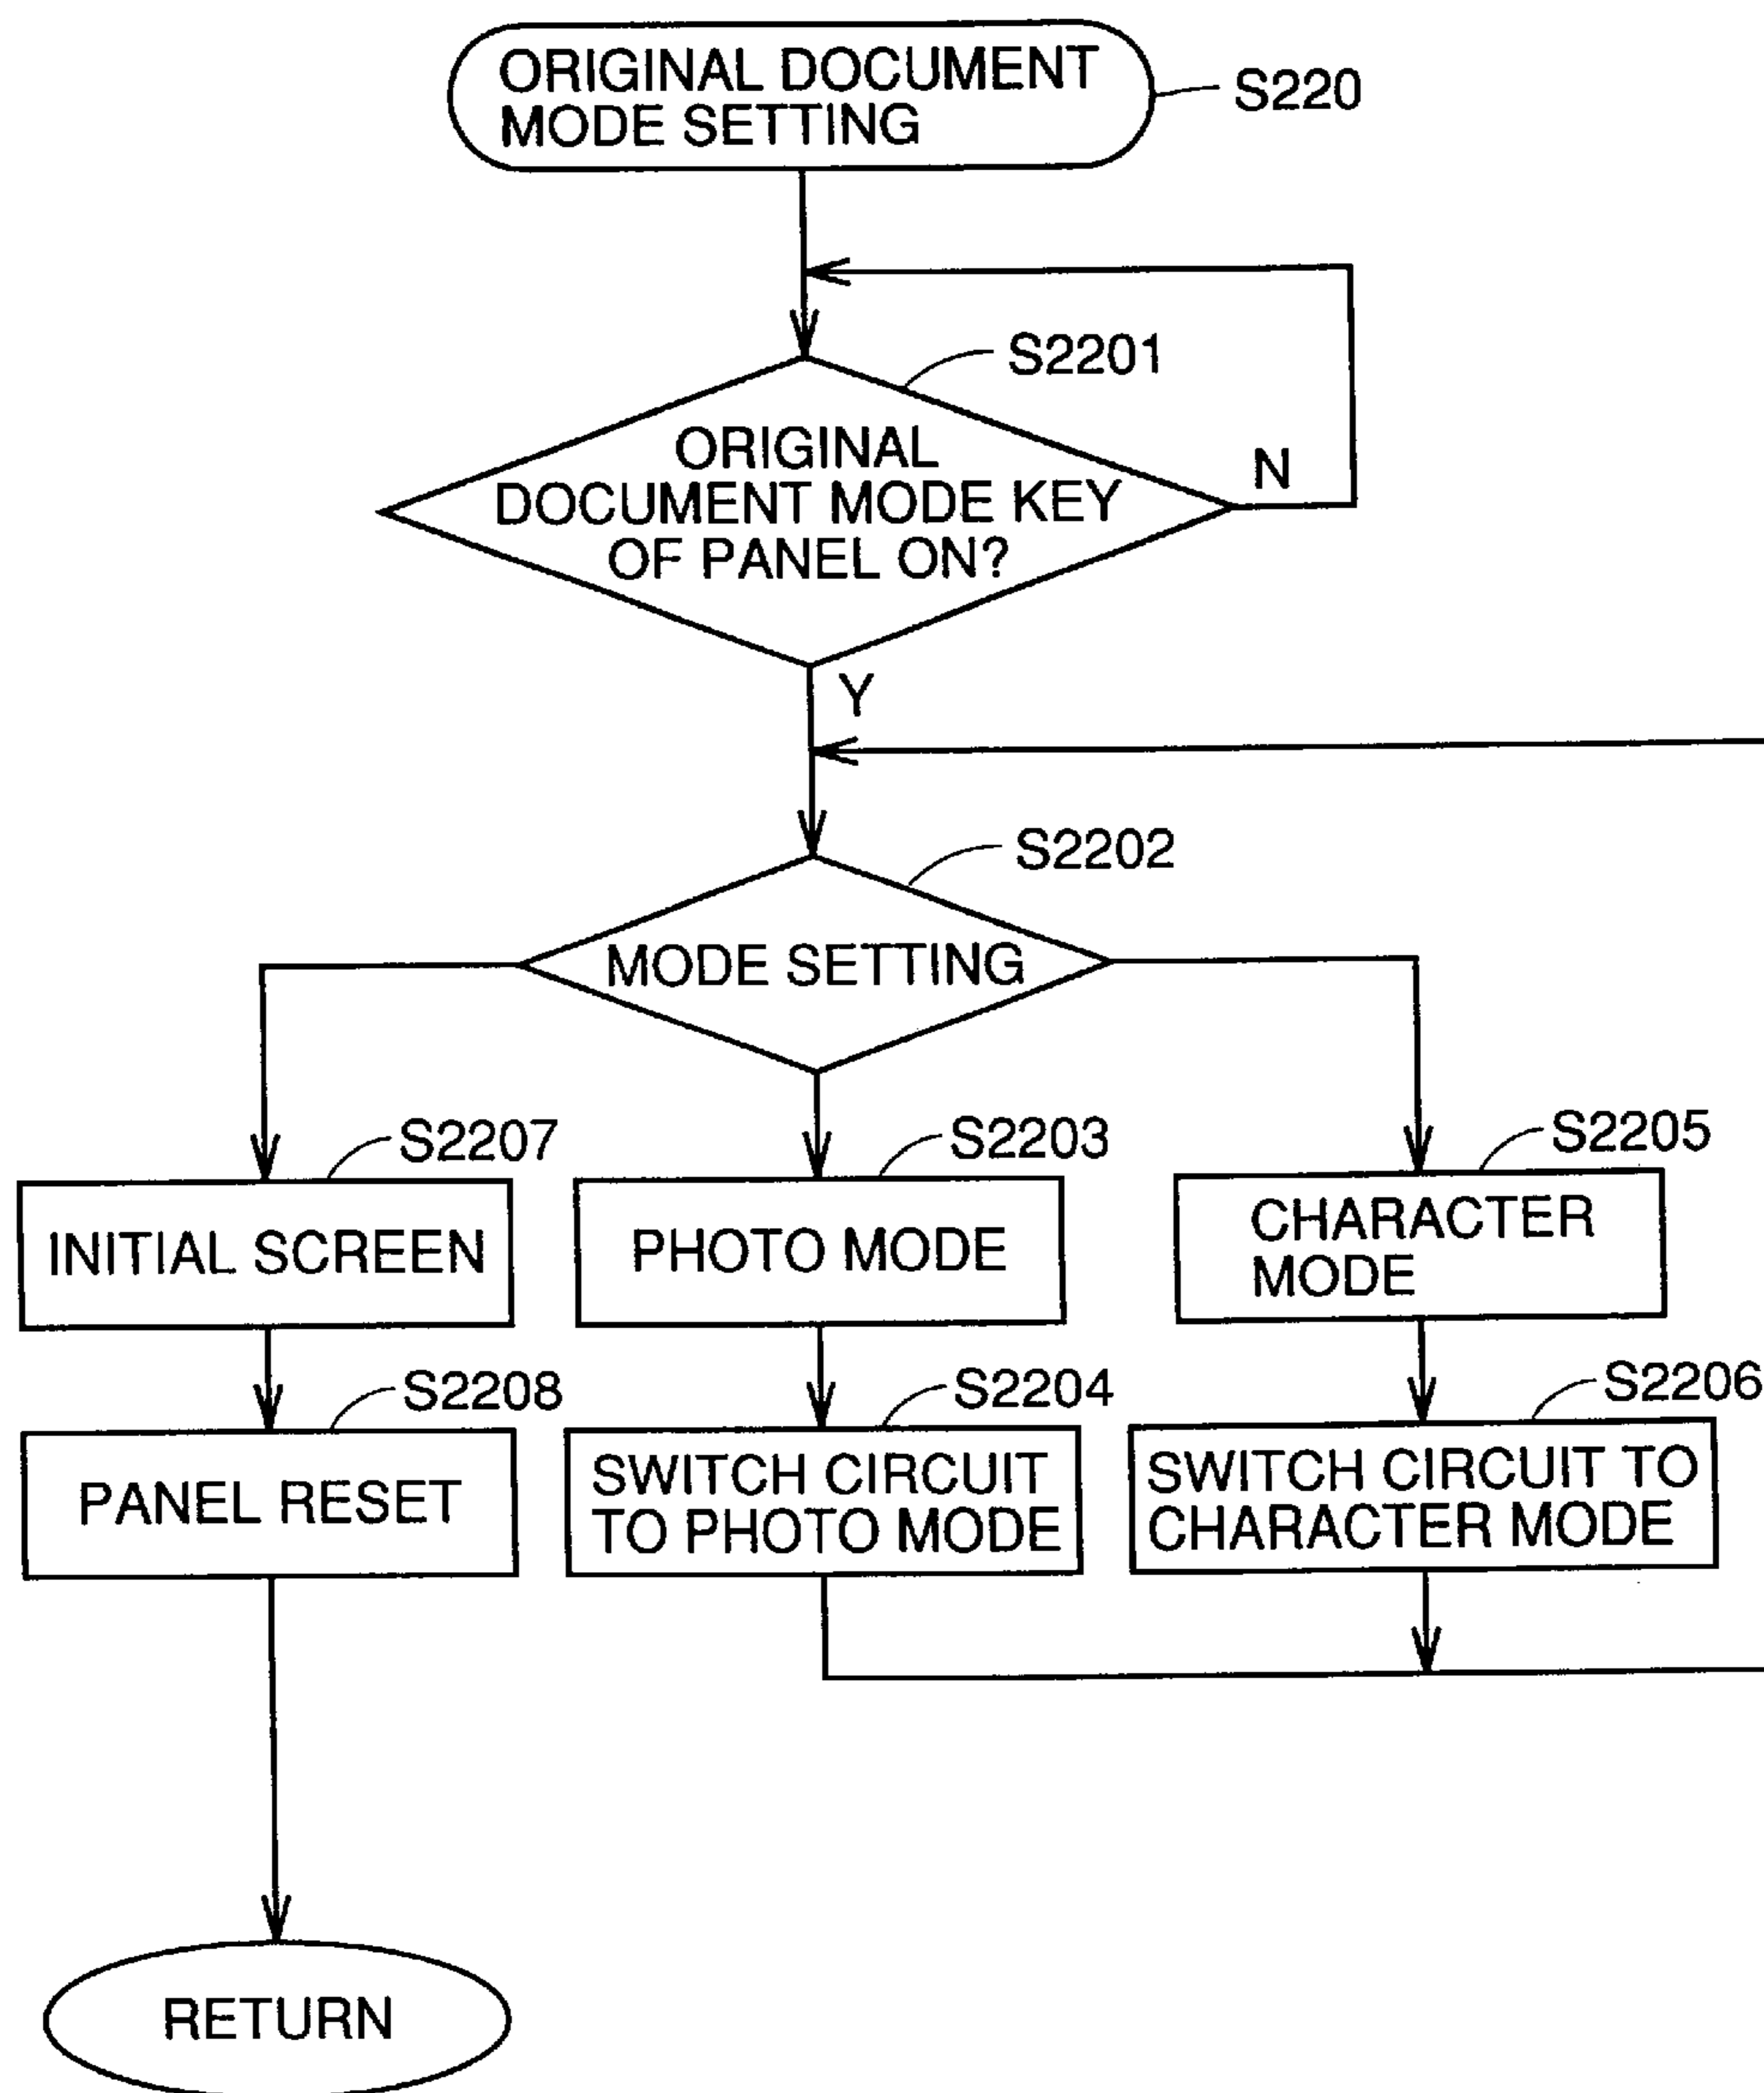 ORIGINAL DOCUMENT
MODE SETTING
S220
S2201
ORIGINAL
DOCUMENT MODE KEY
OF PANEL ON?
N
Y
S2202
MODE SETTING
S2207
S2203
S2205
INITIAL SCREEN
PHOTO MODE
CHARACTER
MODE
S2208
S2204
S2206
PANEL RESET
SWITCH CIRCUIT
TO PHOTO MODE
SWITCH CIRCUIT TO
CHARACTER MODE
RETURN